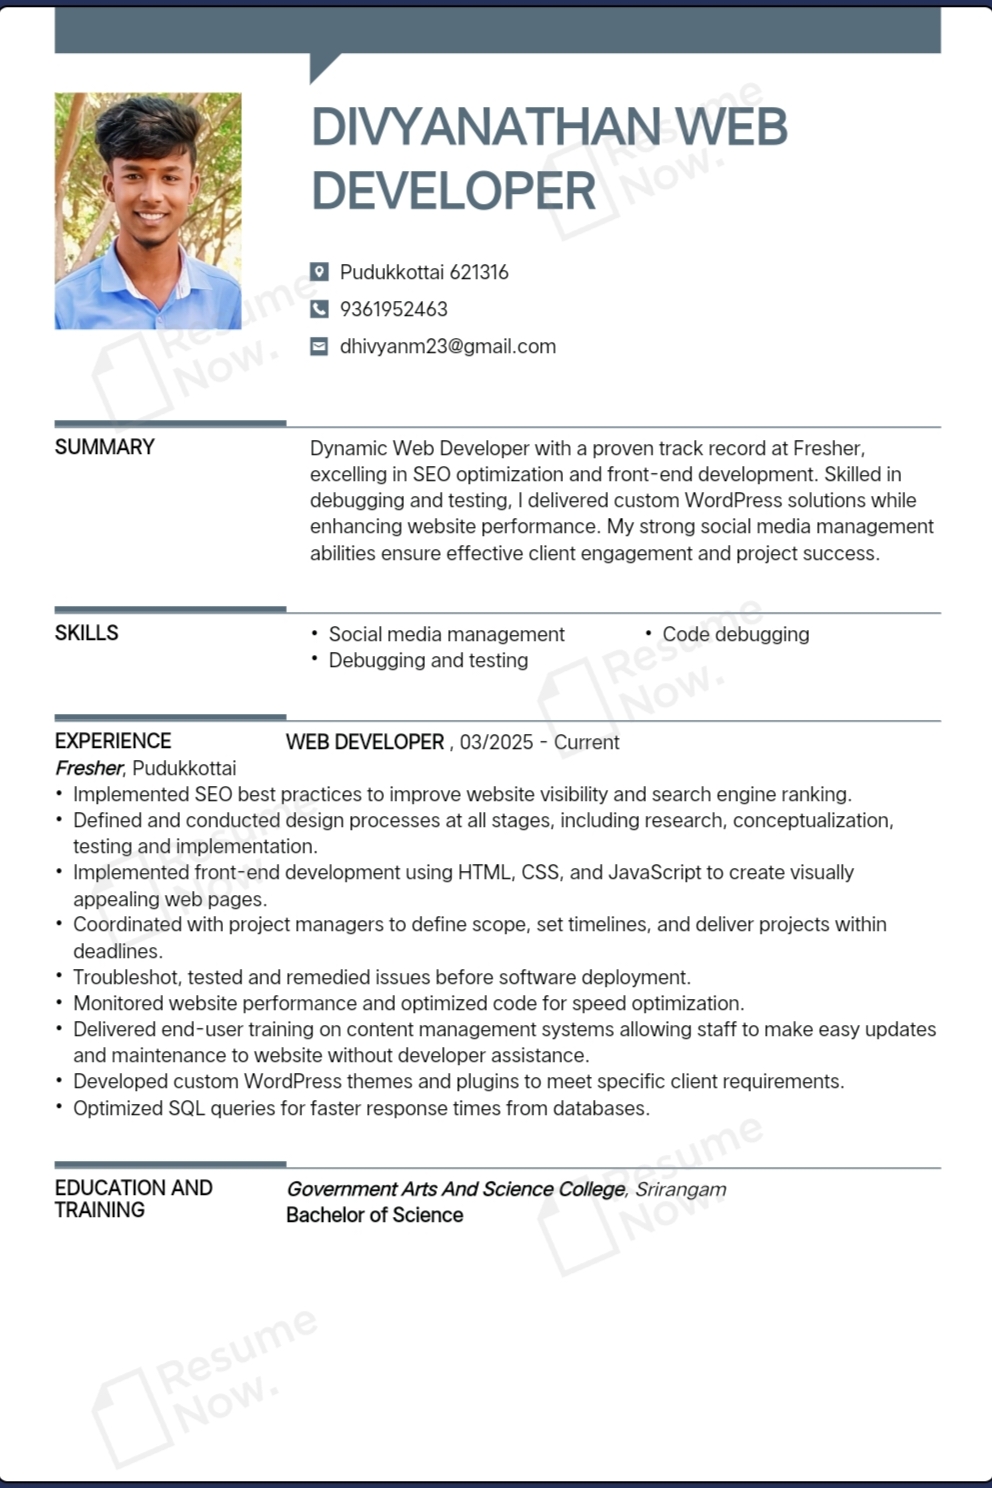 DIVYANATHAN WEB
DEVELOPER
Pudukkottai 621316
9361952463
dhivyanm23@gmail.com
SUMMARY
Dynamic Web Developer with a proven track record at Fresher,
excelling in SEO optimization and front-end development. Skilled in
debugging and testing, I delivered custom WordPress solutions while
enhancing website performance. My strong social media management
abilities ensure effective client engagement and project success.
SKILLS
• Social media management
• Debugging and testing
• Code debugging
EXPERIENCE
WEB DEVELOPER , 03/2025 - Current
Fresher, Pudukkottai
• Implemented SEO best practices to improve website visibility and search engine ranking.
• Defined and conducted design processes at all stages, including research, conceptualization,
testing and implementation.
• Implemented front-end development using HTML, CSS, and JavaScript to create visually
appealing web pages.
• Coordinated with project managers to define scope, set timelines, and deliver projects within
deadlines.
• Troubleshot, tested and remedied issues before software deployment.
• Monitored website performance and optimized code for speed optimization.
• Delivered end-user training on content management systems allowing staff to make easy updates
and maintenance to website without developer assistance.
• Developed custom WordPress themes and plugins to meet specific client requirements.
• Optimized SQL queries for faster response times from databases.
EDUCATION AND
TRAINING
Government Arts And Science College, Srirangam
Bachelor of Science
Resume
Now.
Resume
Now.
Resume
Now.
Resume
Now.
Resume
Now.
Resume
Now.